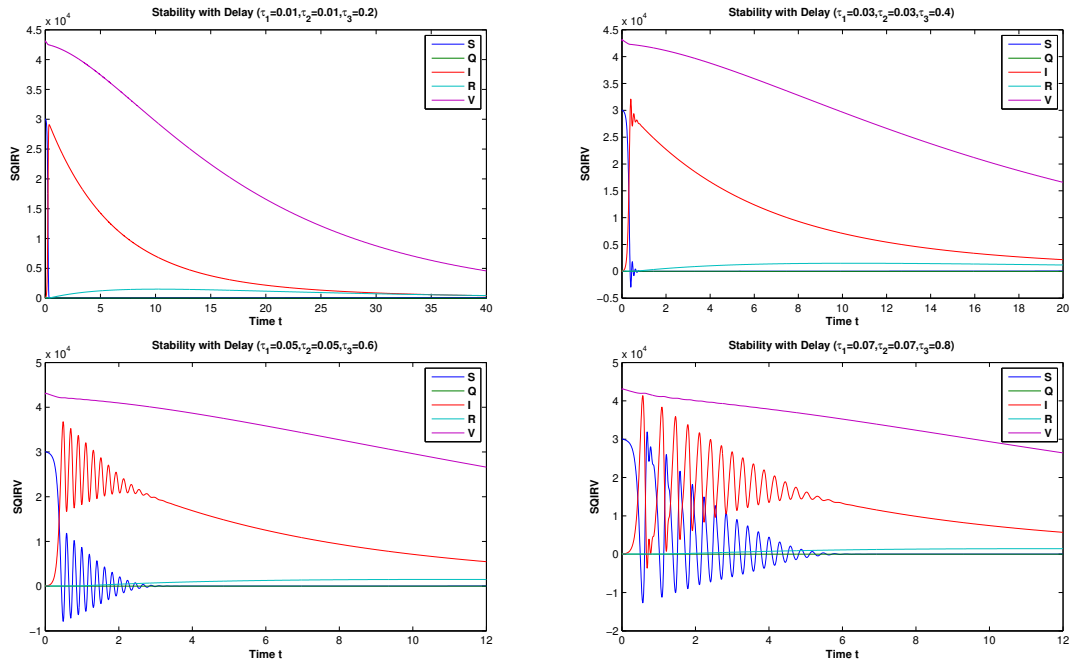 Stability with Delay (τ1=0.01,τ2=0.01,τ3=0.2)
x 10^4
4.5
4
3.5
3
2.5
2
1.5
1
0.5
0
SQIRV
S
Q
I
R
V
0 5 10 15 20 25 30 35 40
Time t
Stability with Delay (τ1=0.03,τ2=0.03,τ3=0.4)
x 10^4
4.5
4
3.5
3
2.5
2
1.5
1
0.5
0
−0.5
SQIRV
S
Q
I
R
V
0 2 4 6 8 10 12 14 16 18 20
Time t
Stability with Delay (τ1=0.05,τ2=0.05,τ3=0.6)
x 10^4
5
4
3
2
1
0
−1
SQIRV
S
Q
I
R
V
0 2 4 6 8 10 12
Time t
Stability with Delay (τ1=0.07,τ2=0.07,τ3=0.8)
x 10^4
5
4
3
2
1
0
−1
−2
SQIRV
S
Q
I
R
V
0 2 4 6 8 10 12
Time t